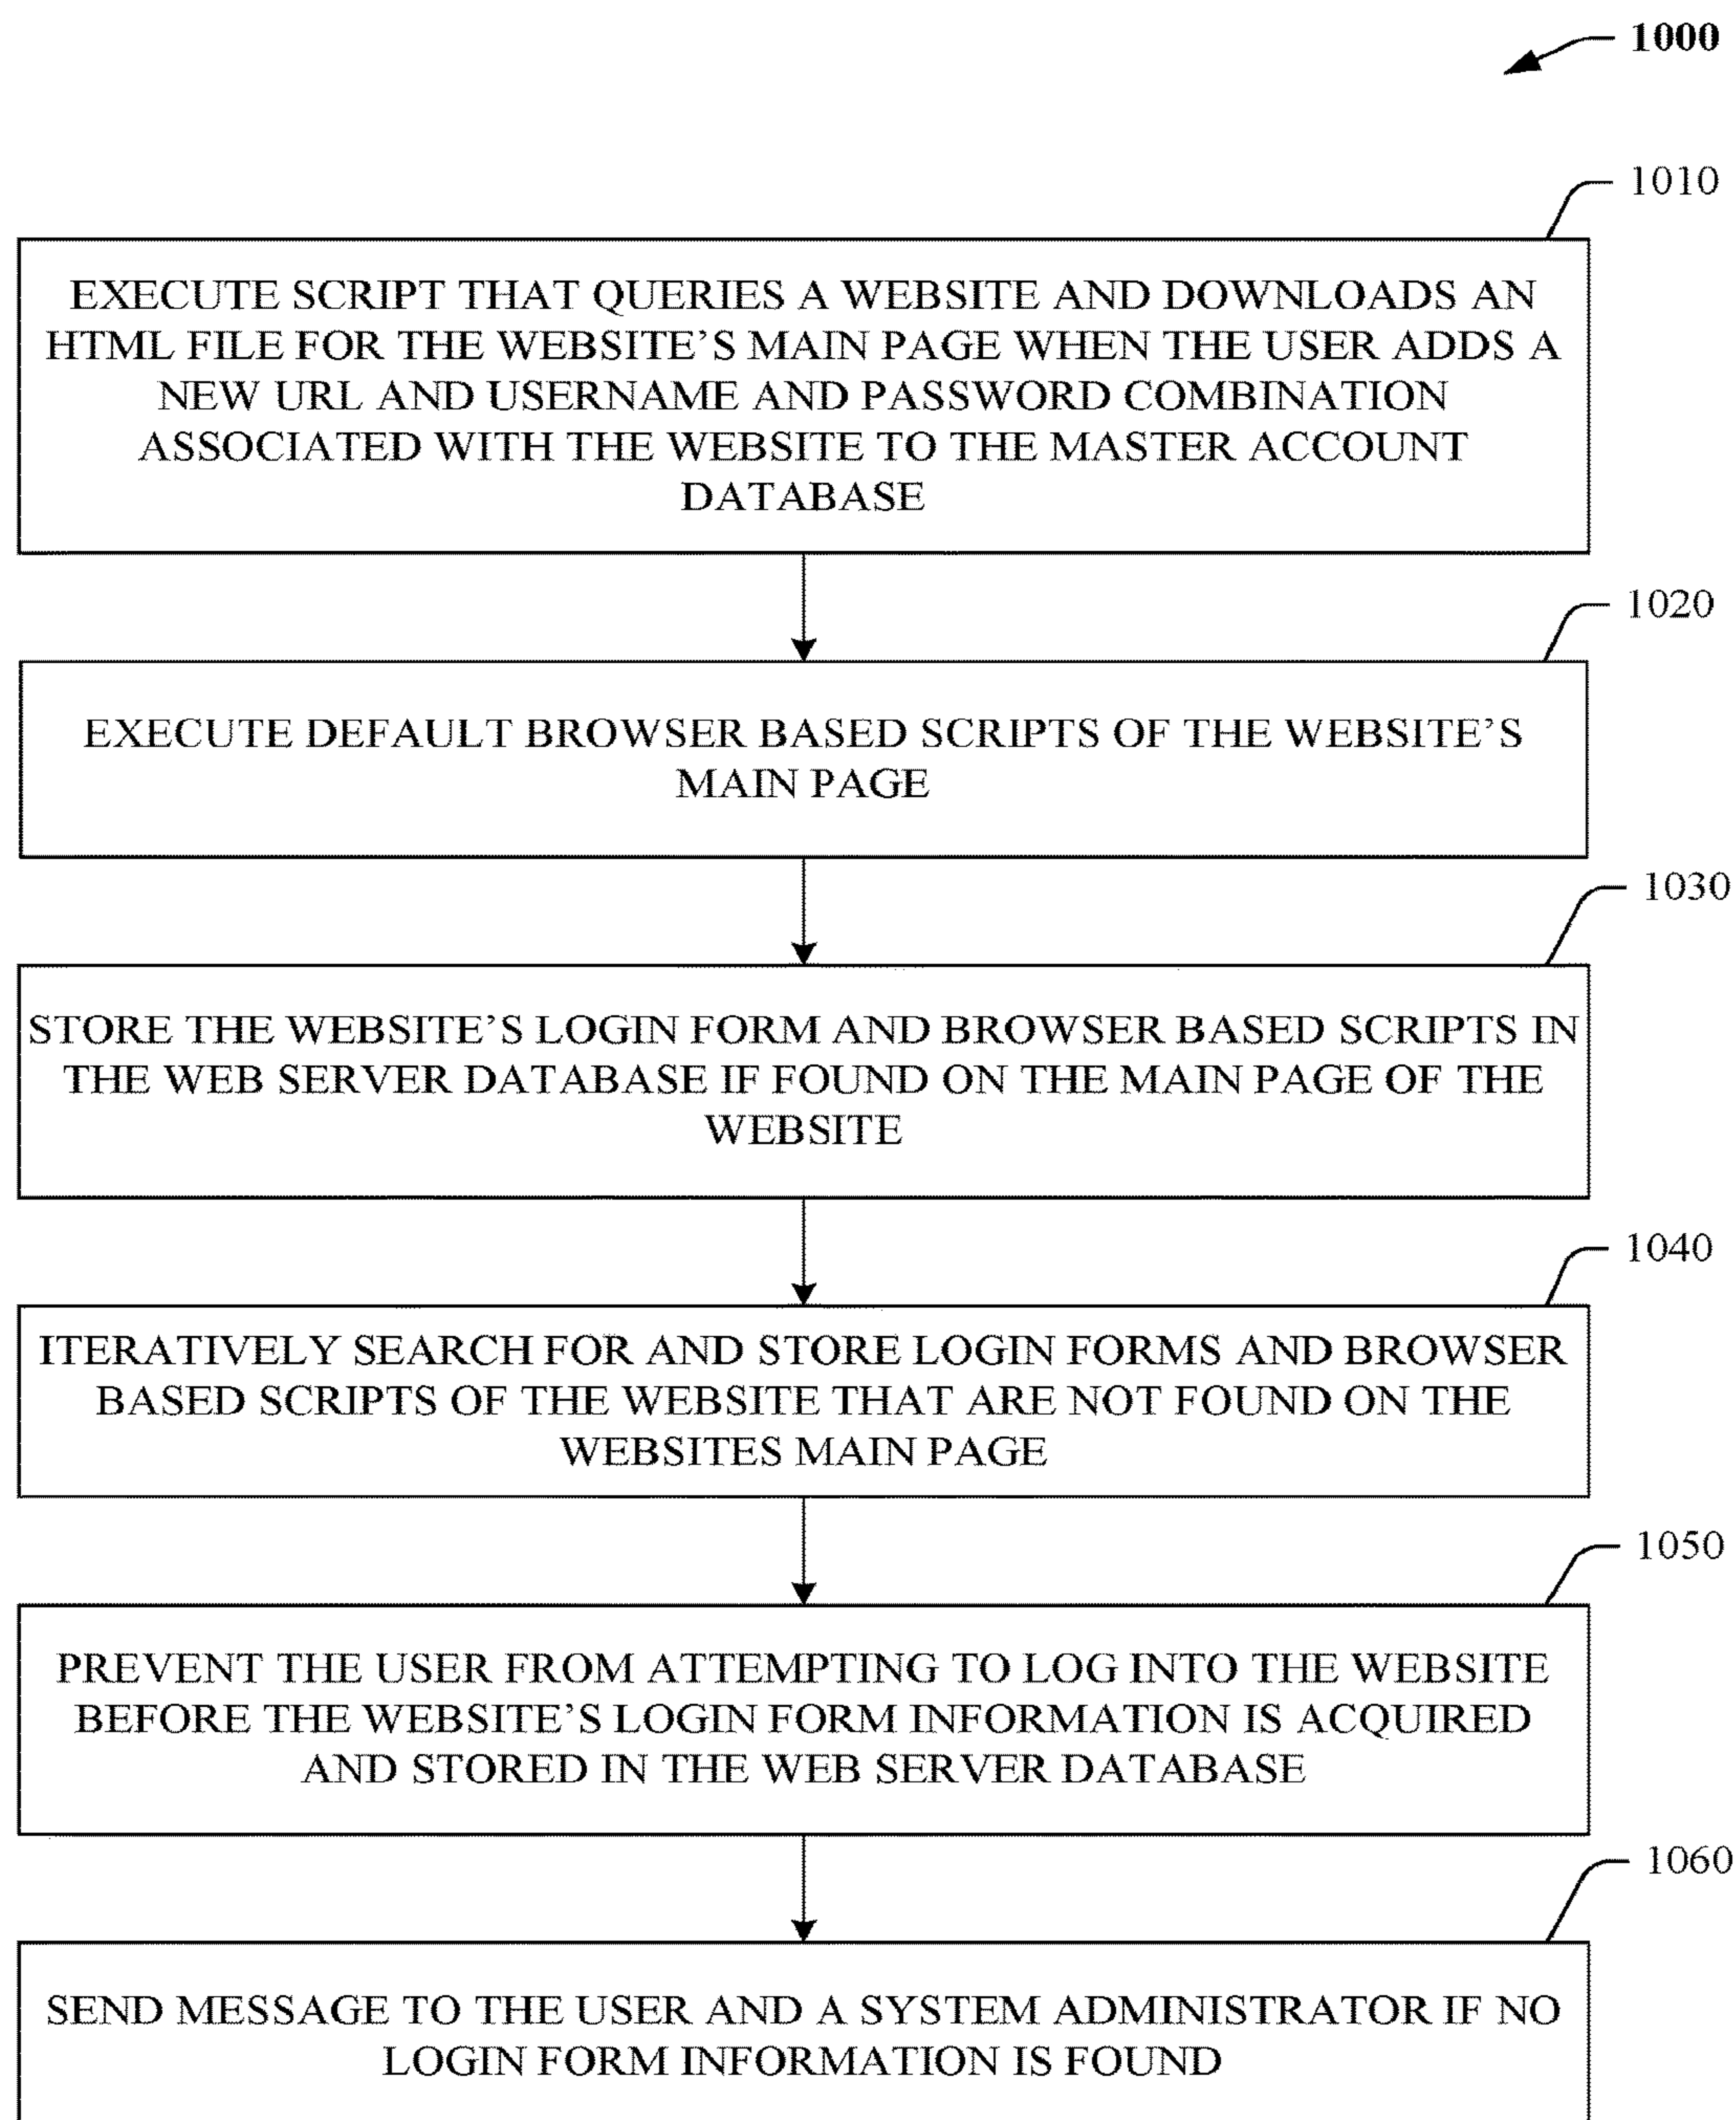 1000
1010
EXECUTE SCRIPT THAT QUERIES A WEBSITE AND DOWNLOADS AN
HTML FILE FOR THE WEBSITE’S MAIN PAGE WHEN THE USER ADDS A
NEW URL AND USERNAME AND PASSWORD COMBINATION
ASSOCIATED WITH THE WEBSITE TO THE MASTER ACCOUNT
DATABASE
1020
EXECUTE DEFAULT BROWSER BASED SCRIPTS OF THE WEBSITE’S
MAIN PAGE
1030
STORE THE WEBSITE’S LOGIN FORM AND BROWSER BASED SCRIPTS IN
THE WEB SERVER DATABASE IF FOUND ON THE MAIN PAGE OF THE
WEBSITE
1040
ITERATIVELY SEARCH FOR AND STORE LOGIN FORMS AND BROWSER
BASED SCRIPTS OF THE WEBSITE THAT ARE NOT FOUND ON THE
WEBSITES MAIN PAGE
1050
PREVENT THE USER FROM ATTEMPTING TO LOG INTO THE WEBSITE
BEFORE THE WEBSITE’S LOGIN FORM INFORMATION IS ACQUIRED
AND STORED IN THE WEB SERVER DATABASE
1060
SEND MESSAGE TO THE USER AND A SYSTEM ADMINISTRATOR IF NO
LOGIN FORM INFORMATION IS FOUND